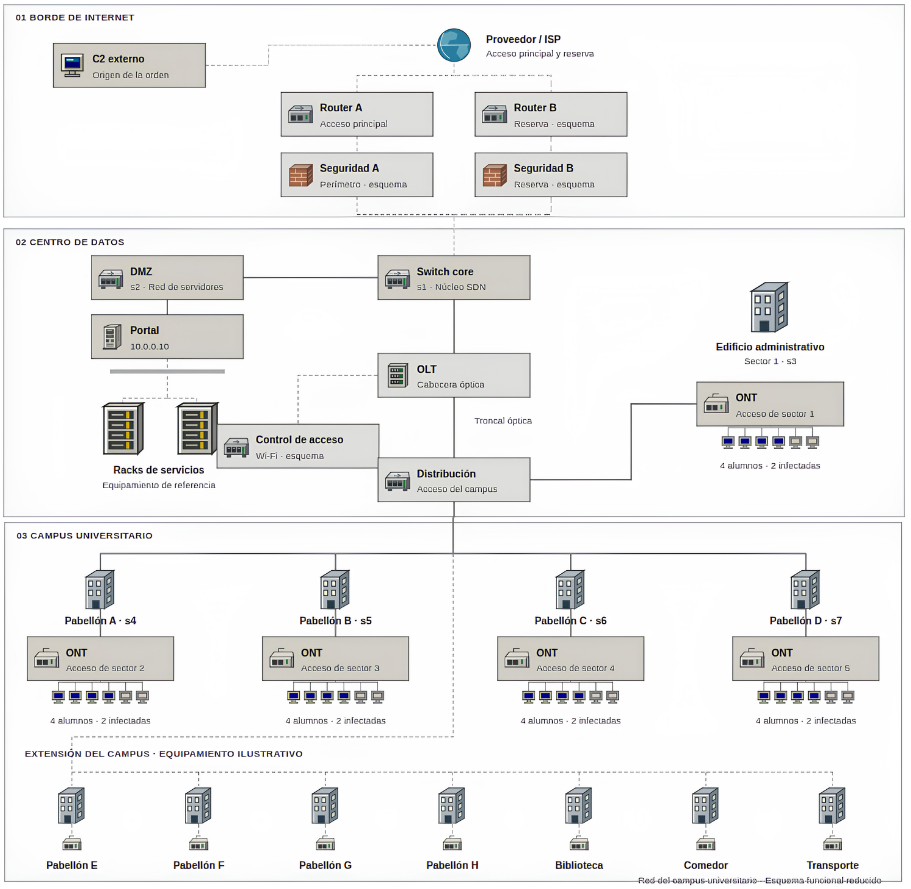 01 BORDE DE INTERNET
C2 externo
Origen de la orden
Proveedor / ISP
Acceso principal y reserva
Router A
Acceso principal
Router B
Reserva · esquema
Seguridad A
Perímetro · esquema
Seguridad B
Reserva · esquema
02 CENTRO DE DATOS
DMZ
s2 · Red de servidores
Switch core
s1 · Núcleo SDN
Portal
10.0.0.10
Edificio administrativo
Sector 1 · s3
OLT
Cabecera óptica
ONT
Acceso de sector 1
4 alumnos · 2 infectadas
Troncal óptica
Control de acceso
Wi-Fi · esquema
Racks de servicios
Equipamiento de referencia
Distribución
Acceso del campus
03 CAMPUS UNIVERSITARIO
Pabellón A · s4
Pabellón B · s5
Pabellón C · s6
Pabellón D · s7
ONT
Acceso de sector 2
ONT
Acceso de sector 3
ONT
Acceso de sector 4
ONT
Acceso de sector 5
4 alumnos · 2 infectadas
4 alumnos · 2 infectadas
4 alumnos · 2 infectadas
4 alumnos · 2 infectadas
EXTENSIÓN DEL CAMPUS · EQUIPAMIENTO ILUSTRATIVO
Pabellón E
Pabellón F
Pabellón G
Pabellón H
Biblioteca
Comedor
Transporte
Red del campus universitario · Esquema funcional reducido